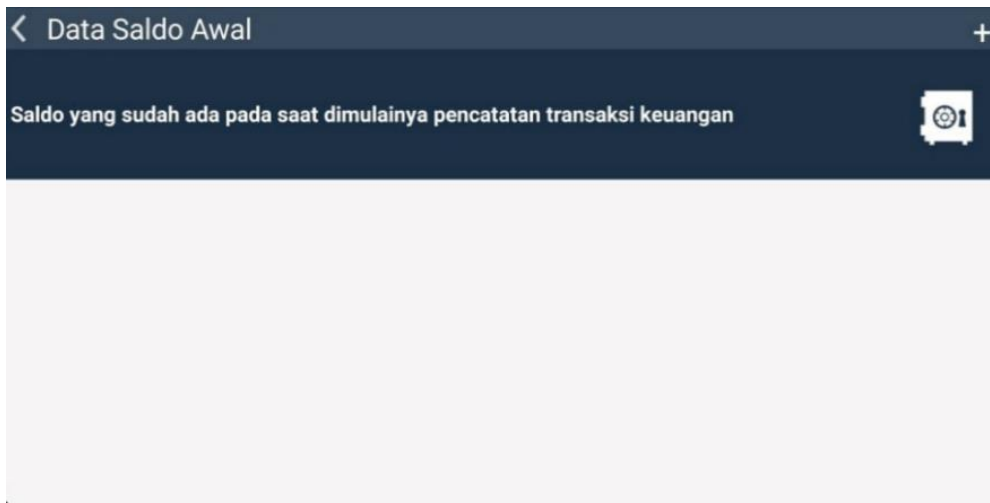 Data Saldo Awal
+
Saldo yang sudah ada pada saat dimulainya pencatatan transaksi keuangan